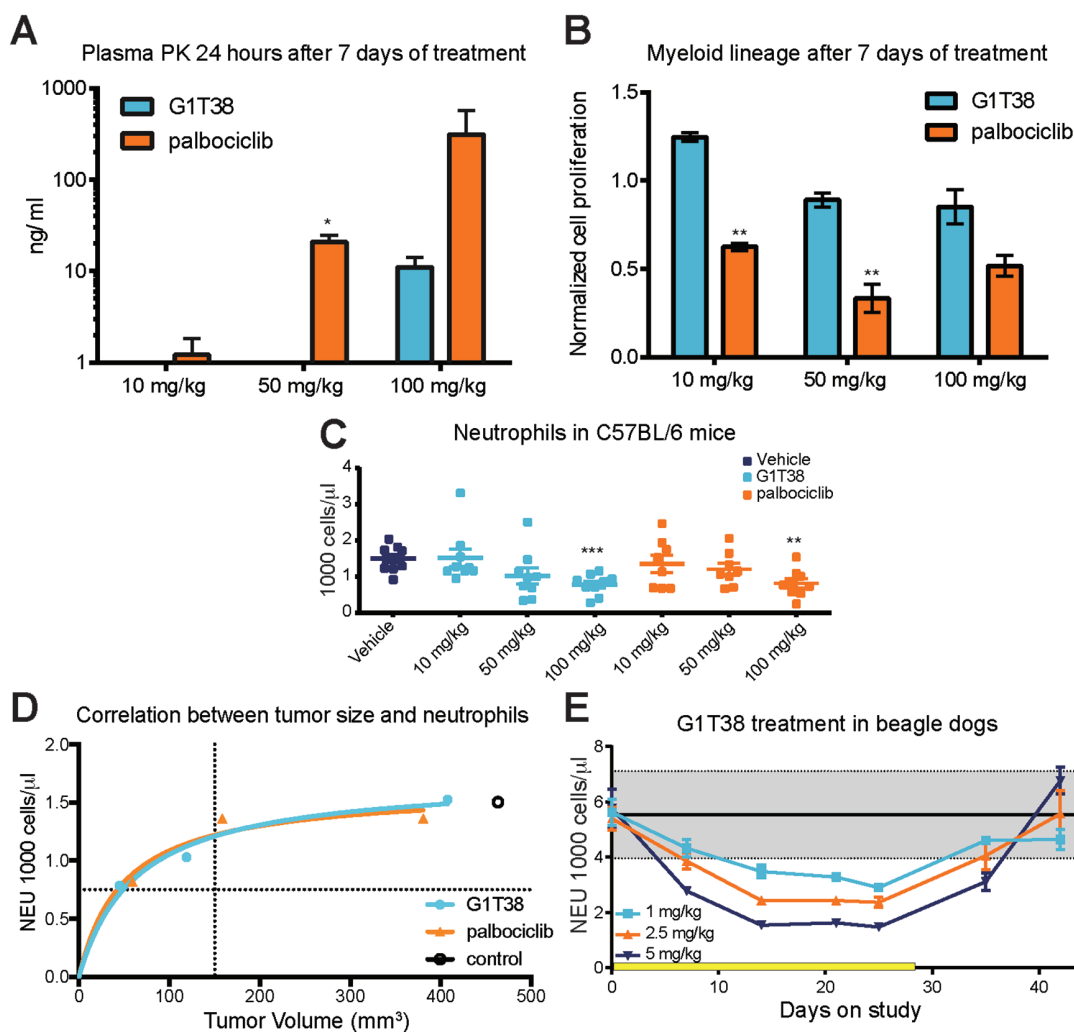 A
Plasma PK 24 hours after 7 days of treatment
1000
100
10
1
ng/ml
G1T38
palbociclib
*
10 mg/kg
50 mg/kg
100 mg/kg
B
Myeloid lineage after 7 days of treatment
1.5
1.0
0.5
0.0
Normalized cell proliferation
G1T38
palbociclib
**
**
10 mg/kg
50 mg/kg
100 mg/kg
C
Neutrophils in C57BL/6 mice
4
3
2
1
0
1000 cells/µl
Vehicle
G1T38
palbociclib
***
**
Vehicle
10 mg/kg
50 mg/kg
100 mg/kg
10 mg/kg
50 mg/kg
100 mg/kg
D
Correlation between tumor size and neutrophils
2.0
1.5
1.0
0.5
0.0
NEU 1000 cells/µl
G1T38
palbociclib
control
0
100
200
300
400
500
Tumor Volume (mm³)
E
G1T38 treatment in beagle dogs
8
6
4
2
0
NEU 1000 cells/µl
1 mg/kg
2.5 mg/kg
5 mg/kg
0
10
20
30
40
Days on study